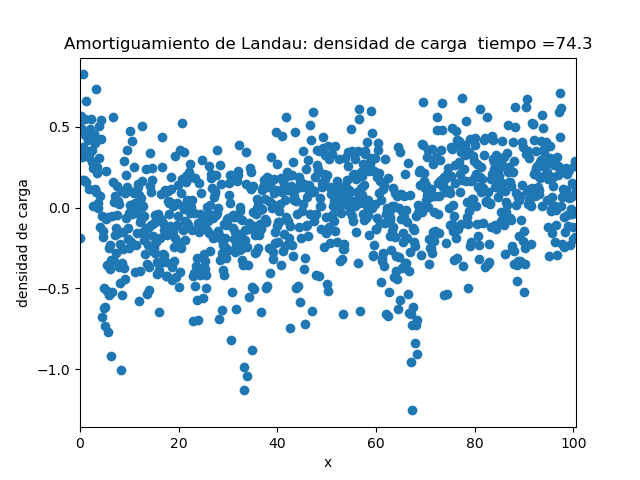 Amortiguamiento de Landau: densidad de carga  tiempo =74.3
densidad de carga
0.5
0.0
−0.5
−1.0
0 20 40 60 80 100
x